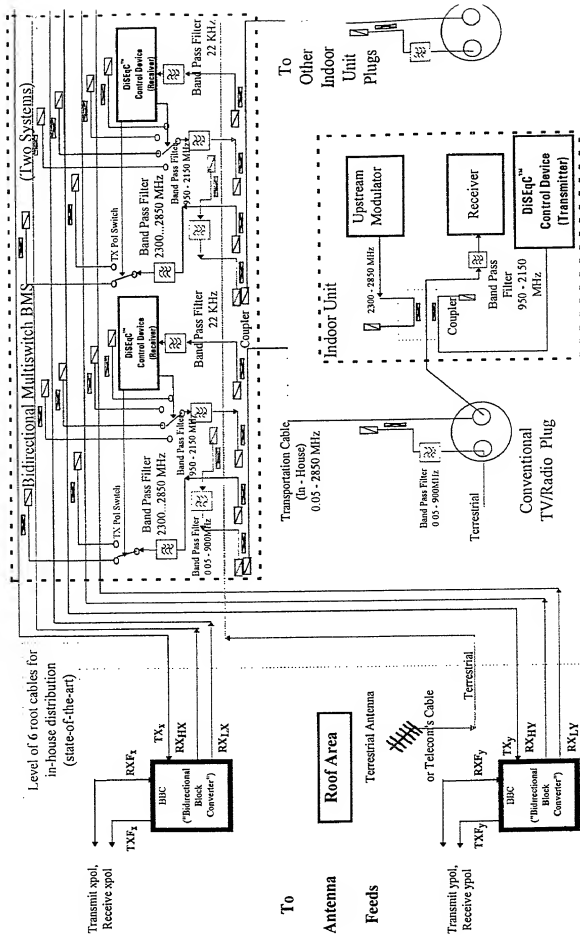 Bidirectional Multiswitch BMS
(Two Systems)
TX Pol Switch
Band Pass Filter
2300...2850 MHz
Band Pass Filter
950 - 2150 MHz
Band Pass Filter
0.05 - 900MHz
DiSEqC™
Control Device
(Receiver)
Band Pass Filter
22 KHz
Coupler
TX Pol Switch
Band Pass Filter
2300...2850 MHz
Band Pass Filter
950 - 2150 MHz
DiSEqC™
Control Device
(Receiver)
Band Pass Filter
22 KHz
Level of 6 root cables for
in-house distribution
(state-of-the-art)
Transmit xpol,
Receive xpol
TXFx
RXFx
BBC
("Bidirectional
Block
Converter")
TXx
RXHX
RXLX
To
Antenna
Feeds
Roof Area
Terrestrial Antenna
or Telecom's Cable
Terrestrial
Transmit ypol,
Receive ypol
TXFy
RXFy
BBC
("Bidirectional
Block
Converter")
TXy
RXHY
RXLY
Transportation Cable,
(In - House)
0.05 - 2850 MHz
Band Pass Filter
0.05 - 900MHz
Terrestrial
Conventional
TV/Radio Plug
Indoor Unit
Upstream
Modulator
2300 - 2850 MHz
Coupler
Receiver
Band Pass
Filter
950 - 2150
MHz
DiSEqC™
Control Device
(Transmitter)
To
Other
Indoor
Unit
Plugs